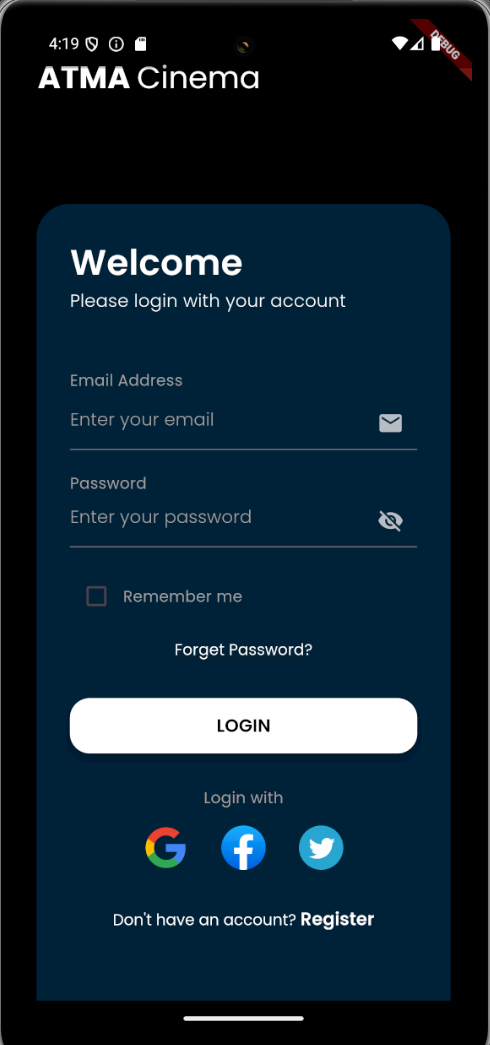 4:19
DEBUG
ATMA Cinema
Welcome
Please login with your account
Email Address
Enter your email
Password
Enter your password
Remember me
Forget Password?
LOGIN
Login with
Don't have an account? Register